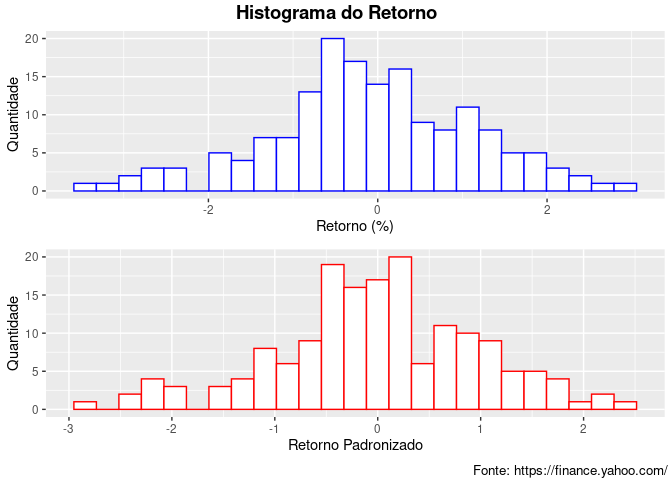 Histograma do Retorno
Quantidade
20
15
10
5
0
-2 0 2
Retorno (%)
Quantidade
20
15
10
5
0
-3 -2 -1 0 1 2
Retorno Padronizado
Fonte: https://finance.yahoo.com/